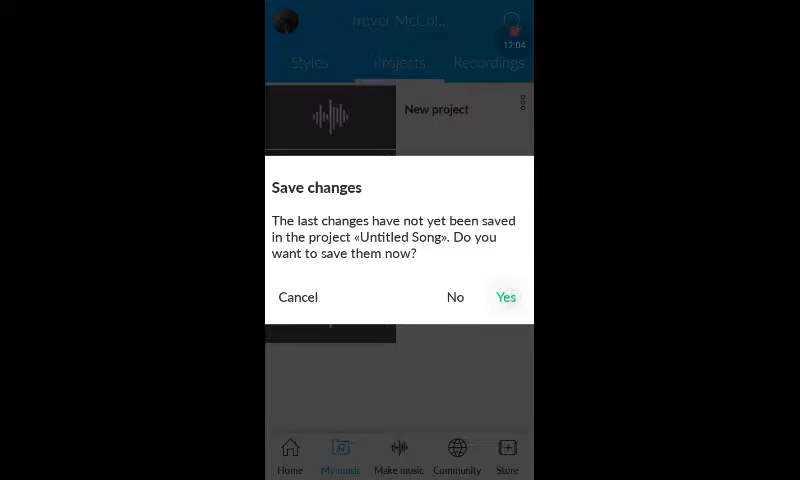 Trever McCol..
12:04
Styles
Projects
Recordings
New project
Save changes
The last changes have not yet been saved
in the project «Untitled Song». Do you
want to save them now?
Cancel
No
Yes
Home
My music
Make music
Community
Store